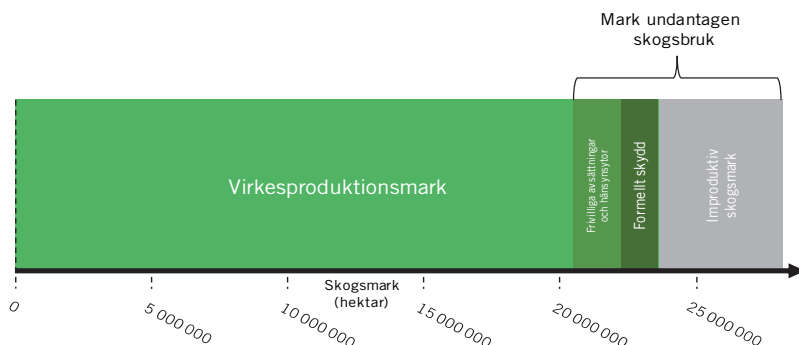 Mark undantagen
skogsbruk
Virkesproduktionsmark
Frivilliga avsättningar
och hänsynsytor
Formellt skydd
Improduktiv
skogsmark
Skogsmark
(hektar)
0
5 000 000
10 000 000
15 000 000
20 000 000
25 000 000